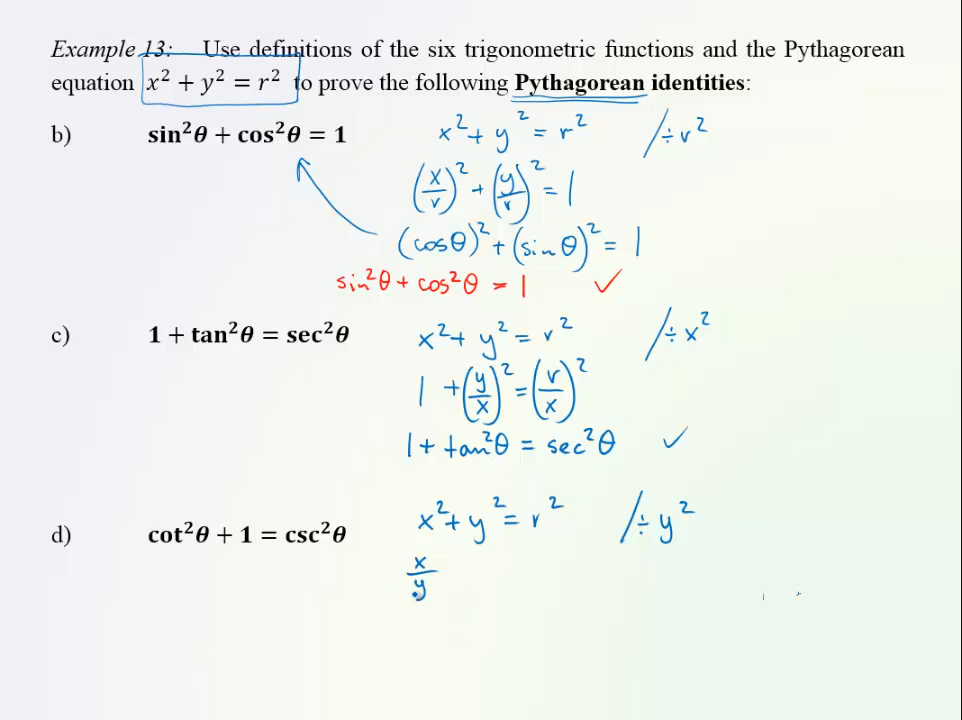 Example 13: Use definitions of the six trigonometric functions and the Pythagorean
equation x² + y² = r² to prove the following Pythagorean identities:
b) sin²θ + cos²θ = 1 x² + y² = r² /÷ r²
(x/r)² + (y/r)² = 1
(cosθ)² + (sinθ)² = 1
sin²θ + cos²θ = 1 ✓
c) 1 + tan²θ = sec²θ x² + y² = r² /÷ x²
1 + (y/x)² = (r/x)²
1 + tan²θ = sec²θ ✓
d) cot²θ + 1 = csc²θ x² + y² = r² /÷ y²
x/y